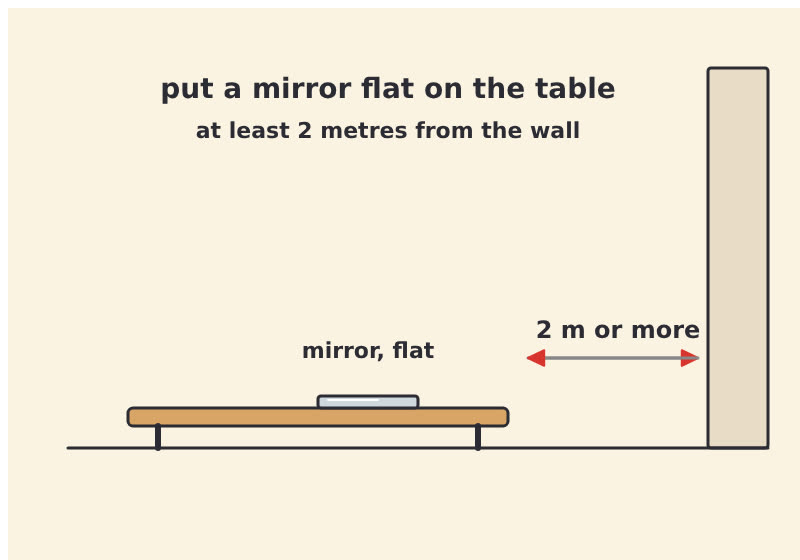 put a mirror flat on the table
at least 2 metres from the wall
2 m or more
mirror, flat